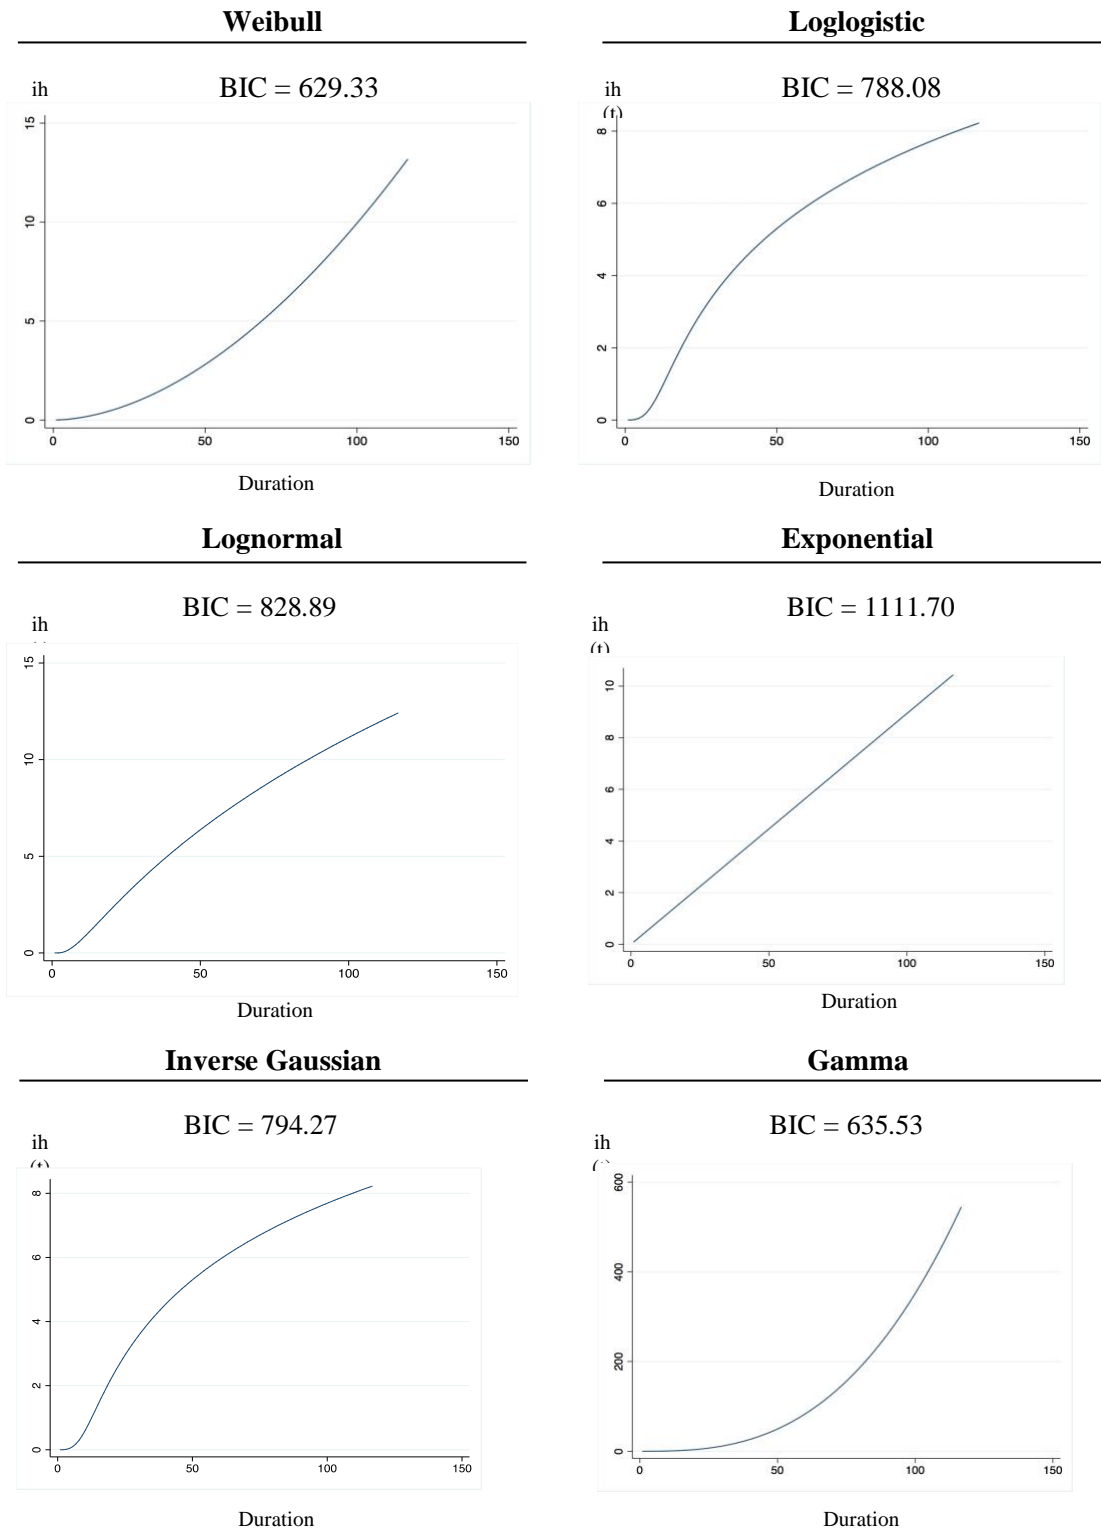 Weibull
BIC = 629.33
ih
15
10
5
0
0 50 100 150
Duration
Loglogistic
BIC = 788.08
ih
(t)
8
6
4
2
0
0 50 100 150
Duration
Lognormal
BIC = 828.89
ih
15
10
5
0
0 50 100 150
Duration
Exponential
BIC = 1111.70
ih
(t)
10
8
6
4
2
0
0 50 100 150
Duration
Inverse Gaussian
BIC = 794.27
ih
(t)
8
6
4
2
0
0 50 100 150
Duration
Gamma
BIC = 635.53
ih
600
400
200
0
0 50 100 150
Duration